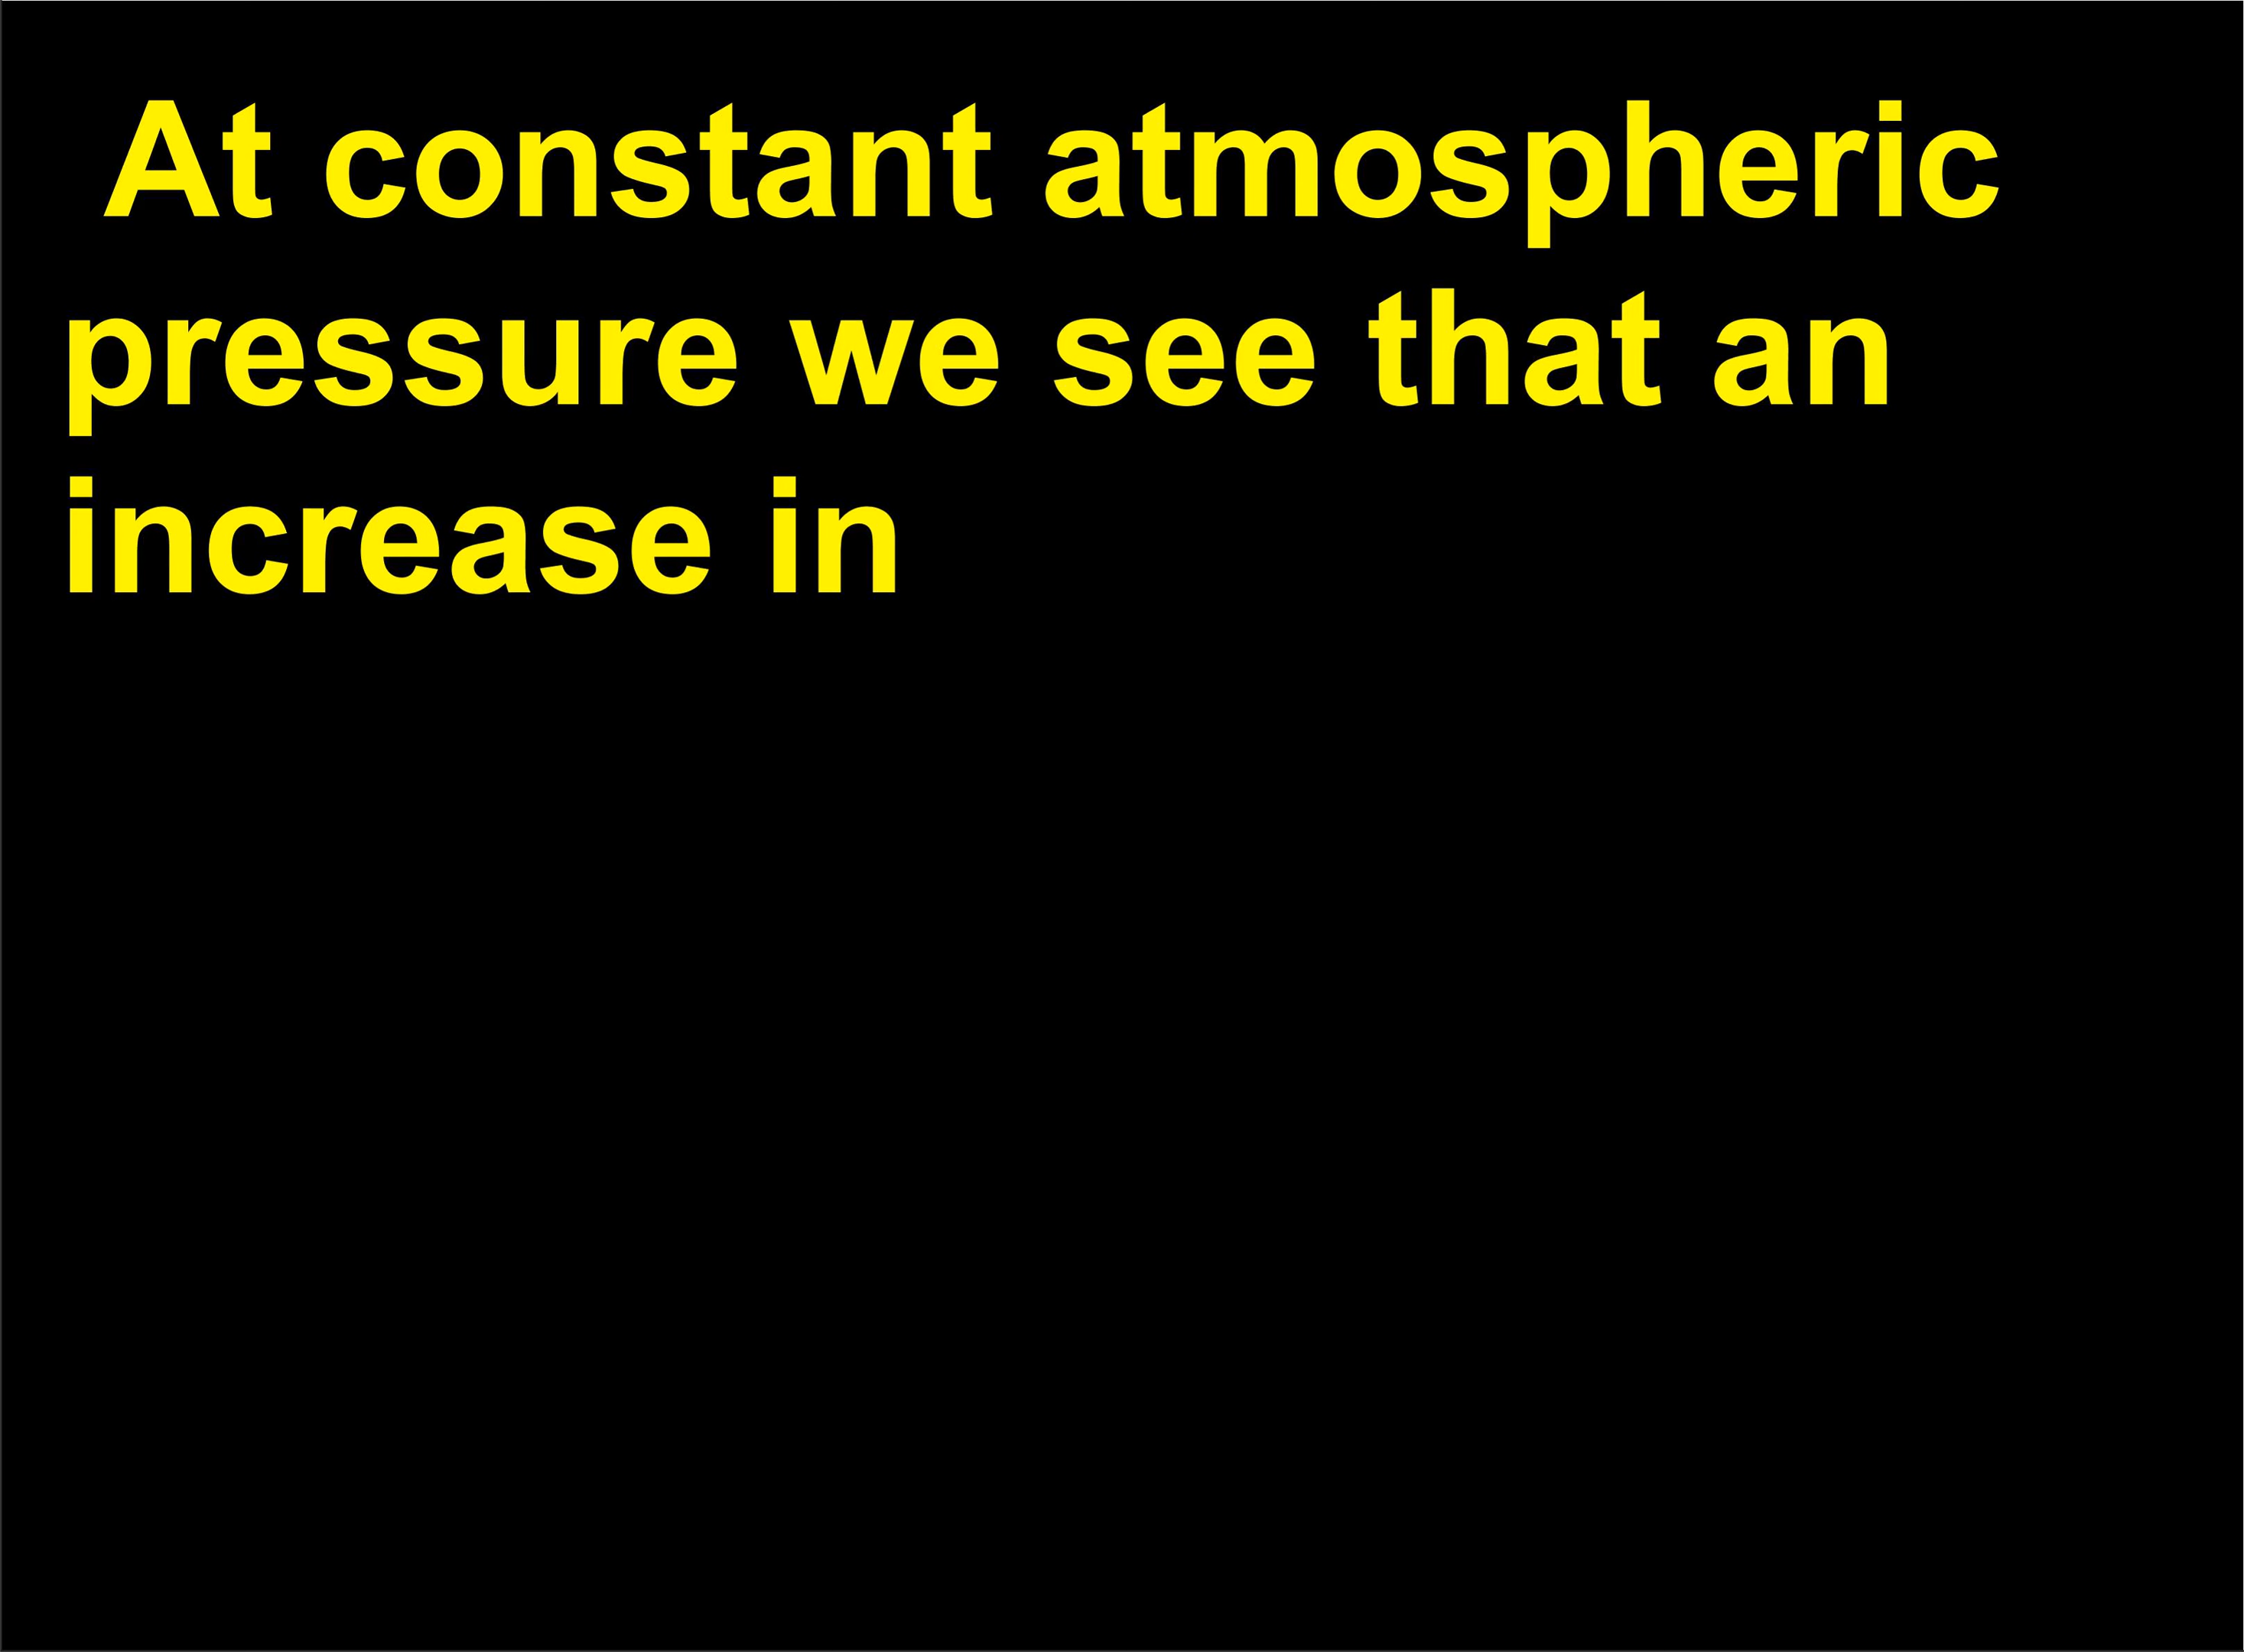 At constant atmospheric
pressure we see that an
increase in